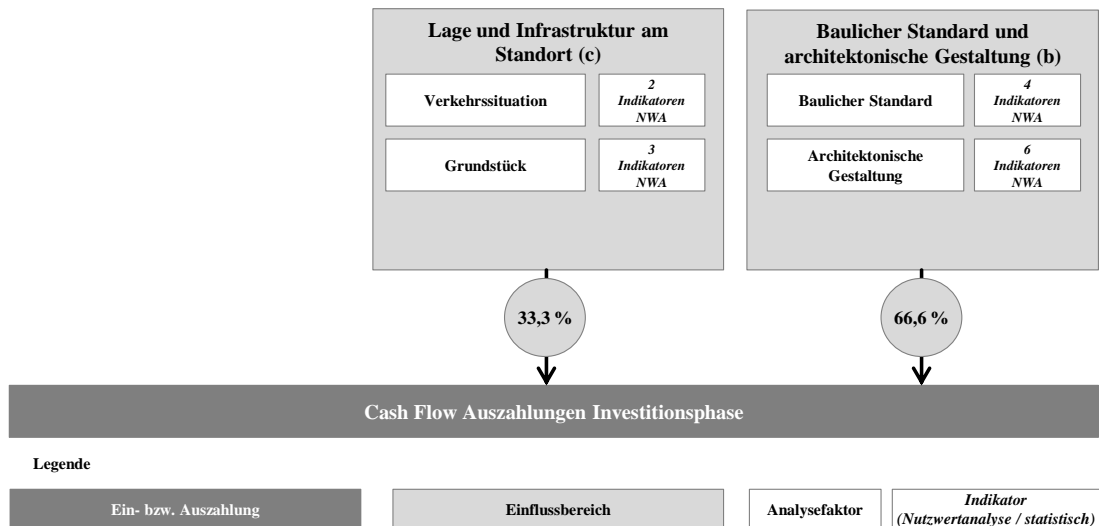 Lage und Infrastruktur am
Standort (c)
Verkehrssituation
2
Indikatoren
NWA
Grundstück
3
Indikatoren
NWA
Baulicher Standard und
architektonische Gestaltung (b)
Baulicher Standard
4
Indikatoren
NWA
Architektonische
Gestaltung
6
Indikatoren
NWA
33,3 %
66,6 %
Cash Flow Auszahlungen Investitionsphase
Legende
Ein- bzw. Auszahlung
Einflussbereich
Analysefaktor
Indikator
(Nutzwertanalyse / statistisch)